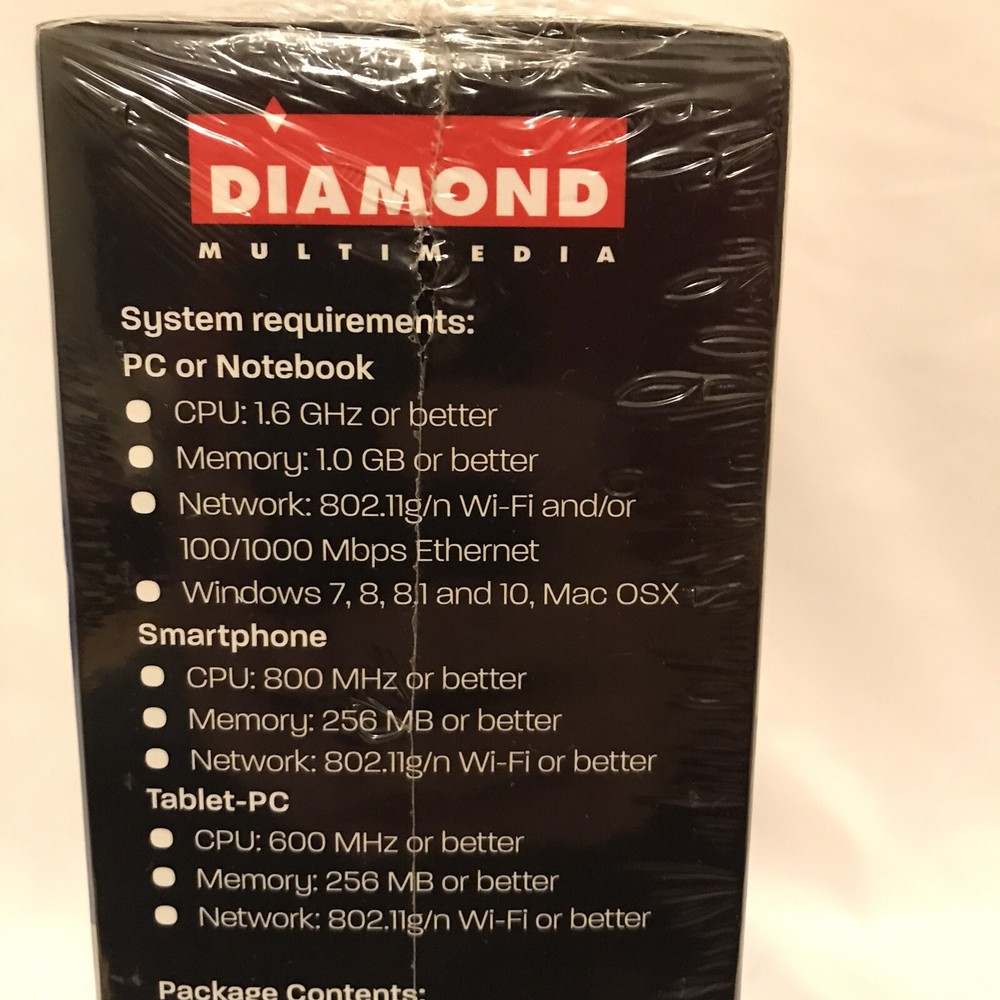 DIAMOND
MULTIMEDIA
System requirements:
PC or Notebook
CPU: 1.6 GHz or better
Memory: 1.0 GB or better
Network: 802.11g/n Wi-Fi and/or
100/1000 Mbps Ethernet
Windows 7, 8, 8.1 and 10, Mac OSX
Smartphone
CPU: 800 MHz or better
Memory: 256 MB or better
Network: 802.11g/n Wi-Fi or better
Tablet-PC
CPU: 600 MHz or better
Memory: 256 MB or better
Network: 802.11g/n Wi-Fi or better
Package Contents: